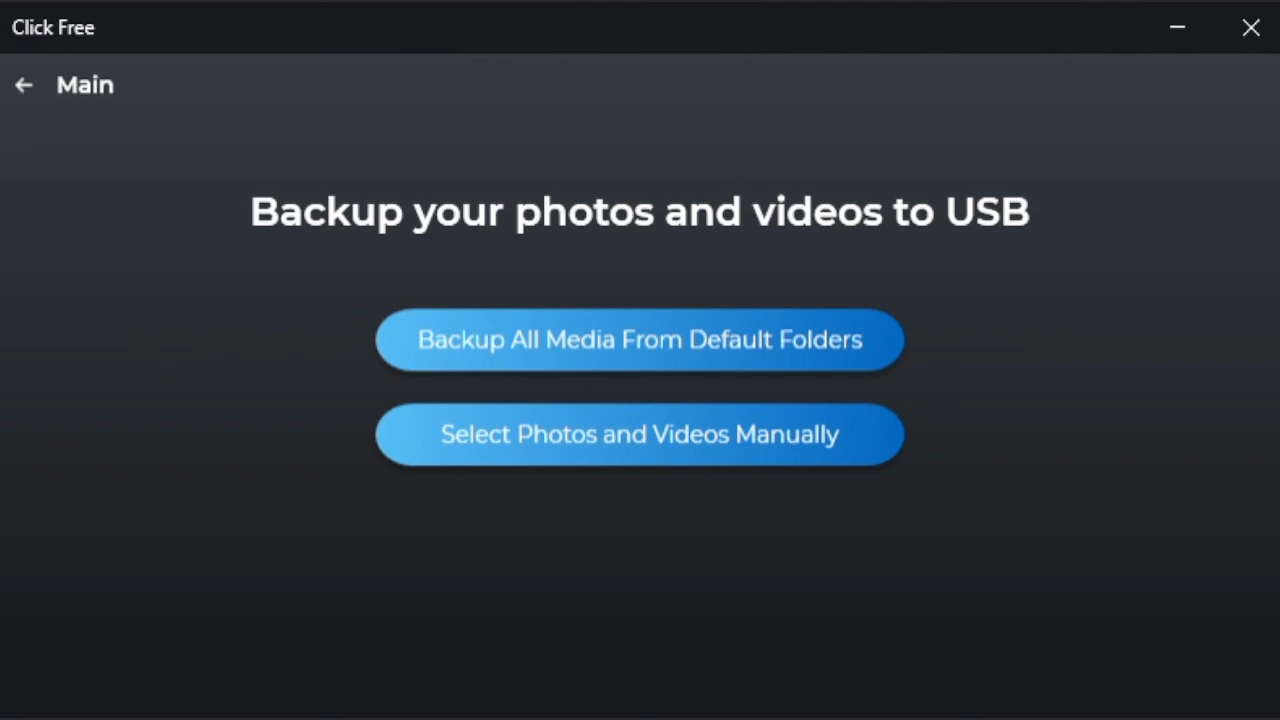 Click Free
Main
Backup your photos and videos to USB
Backup All Media From Default Folders
Select Photos and Videos Manually